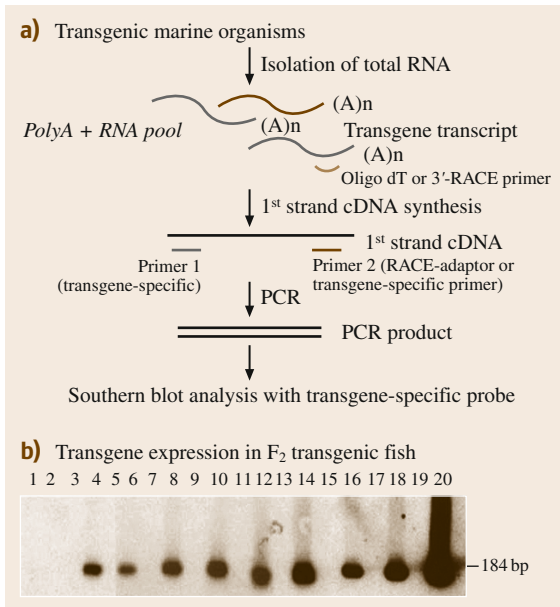 a) Transgenic marine organisms
Isolation of total RNA
(A)n
PolyA + RNA pool
(A)n
Transgene transcript
(A)n
Oligo dT or 3'-RACE primer
1st strand cDNA synthesis
1st strand cDNA
Primer 1
(transgene-specific)
Primer 2 (RACE-adaptor or
transgene-specific primer)
PCR
PCR product
Southern blot analysis with transgene-specific probe
b) Transgene expression in F2 transgenic fish
1 2 3 4 5 6 7 8 9 10 11 12 13 14 15 16 17 18 19 20
184 bp